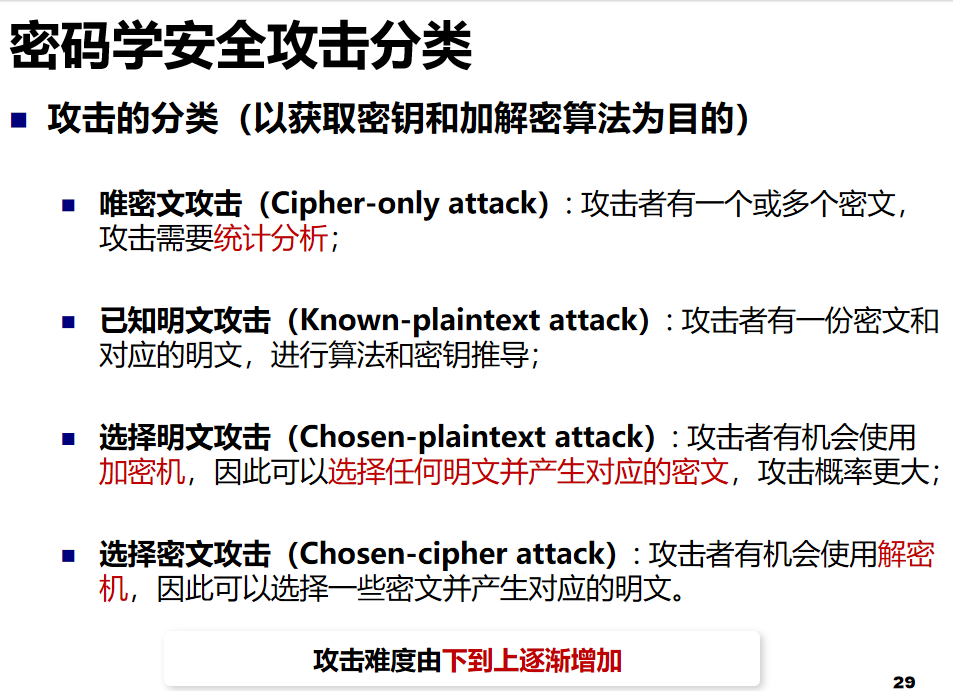 密码学安全攻击分类
攻击的分类（以获取密钥和加解密算法为目的）
唯密文攻击（Cipher-only attack）: 攻击者有一个或多个密文，
攻击需要统计分析；
已知明文攻击（Known-plaintext attack）: 攻击者有一份密文和
对应的明文，进行算法和密钥推导；
选择明文攻击（Chosen-plaintext attack）: 攻击者有机会使用
加密机，因此可以选择任何明文并产生对应的密文，攻击概率更大；
选择密文攻击（Chosen-cipher attack）: 攻击者有机会使用解密
机，因此可以选择一些密文并产生对应的明文。
攻击难度由下到上逐渐增加
29